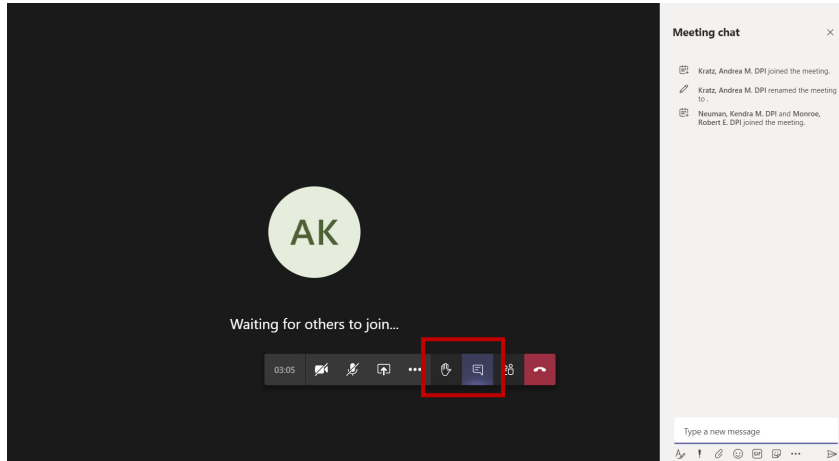 Meeting chat
Kratz, Andrea M. DPI joined the meeting.
Kratz, Andrea M. DPI renamed the meeting
to .
Neuman, Kendra M. DPI and Monroe,
Robert E. DPI joined the meeting.
AK
Waiting for others to join...
03:05
Type a new message
GIF